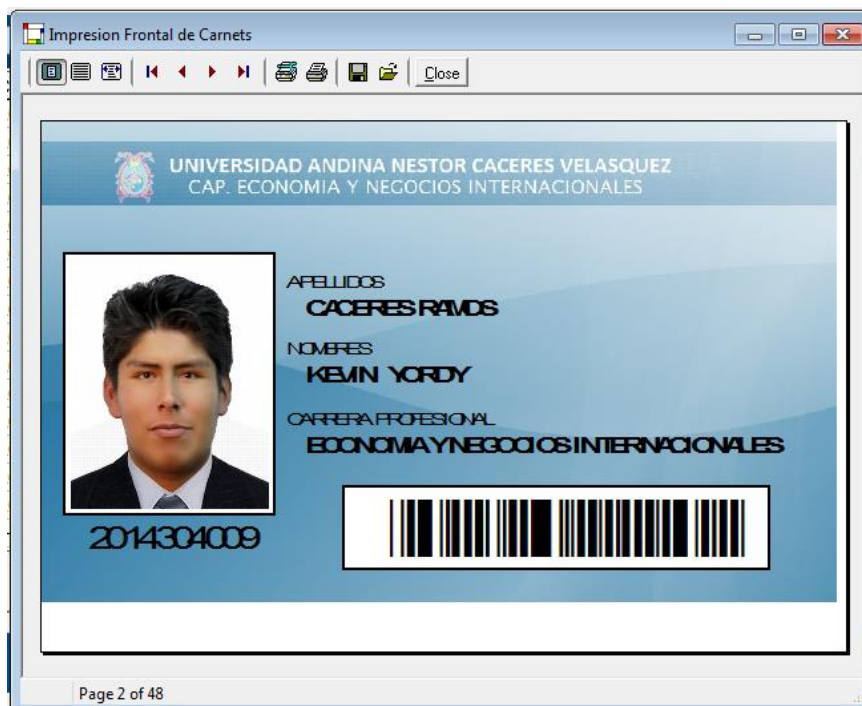 Impresion Frontal de Carnets
Close
UNIVERSIDAD ANDINA NESTOR CACERES VELASQUEZ
CAP. ECONOMIA Y NEGOCIOS INTERNACIONALES
APELLIDOS
CACERES RAMOS
NOMBRES
KEVIN YORDY
CARRERA PROFESIONAL
ECONOMIA Y NEGOCIOS INTERNACIONALES
2014304009
Page 2 of 48